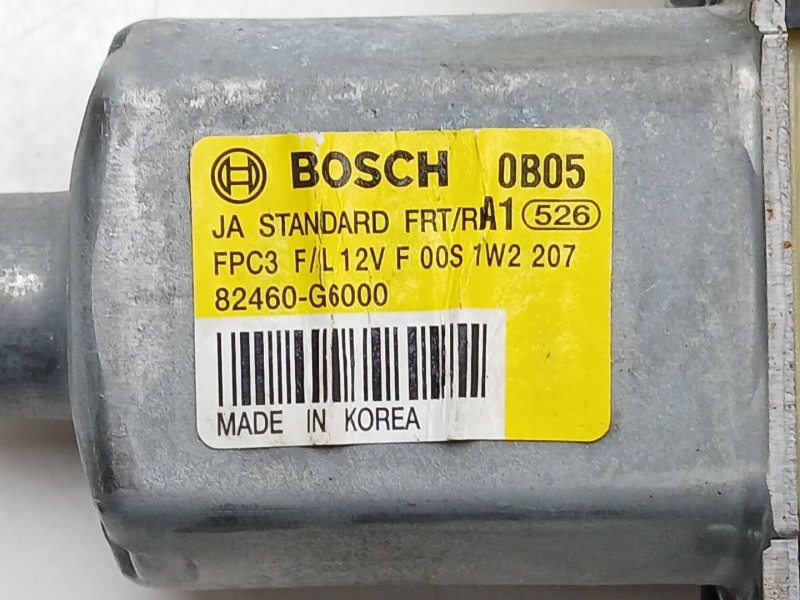 BOSCH 0B05
JA STANDARD FRT/RH A1 526
FPC3 F/L 12V F 00S 1W2 207
82460-G6000
MADE IN KOREA